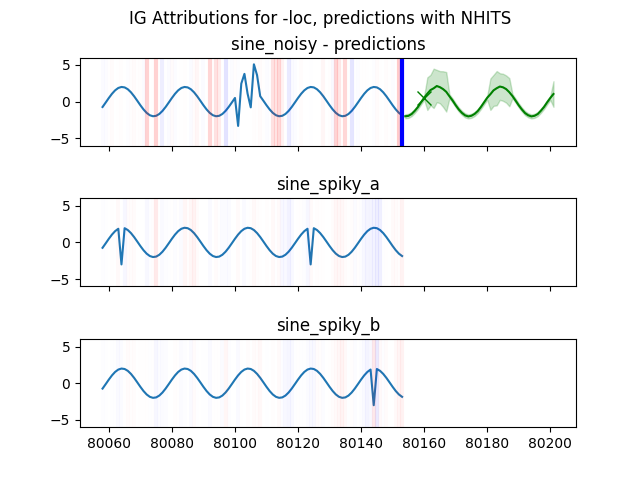 IG Attributions for -loc, predictions with NHITS
sine_noisy - predictions
5
0
−5
sine_spiky_a
5
0
−5
sine_spiky_b
5
0
−5
80060 80080 80100 80120 80140 80160 80180 80200